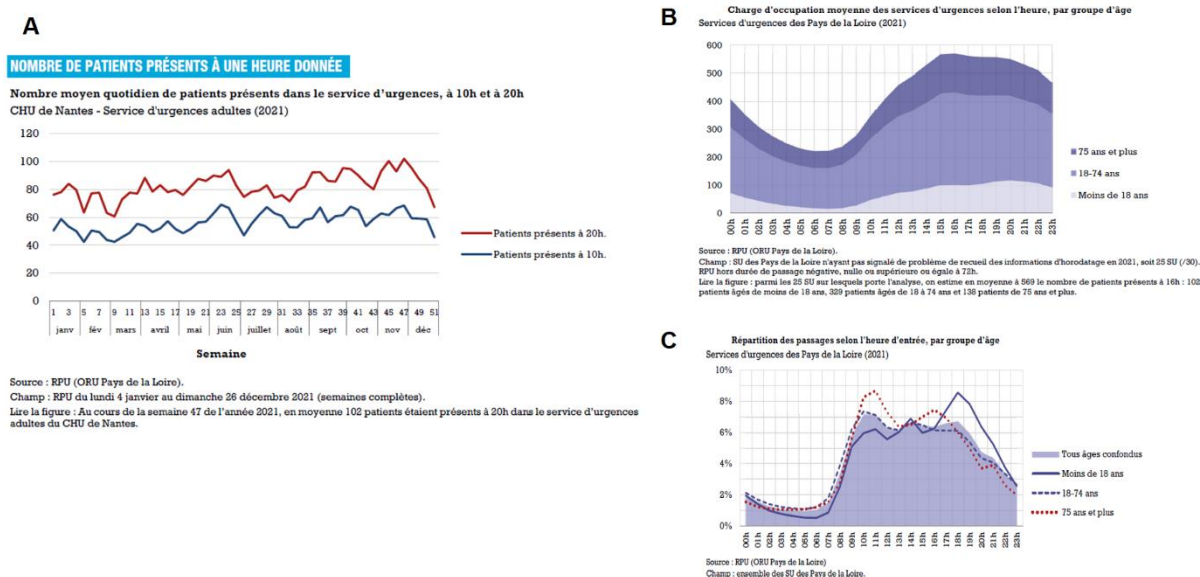 A
NOMBRE DE PATIENTS PRÉSENTS À UNE HEURE DONNÉE
Nombre moyen quotidien de patients présents dans le service d'urgences, à 10h et à 20h
CHU de Nantes - Service d'urgences adultes (2021)
120
100
80
60
40
20
0
Patients présents à 20h.
Patients présents à 10h.
1 3 5 7 9 11 13 15 17 19 21 23 25 27 29 31 33 35 37 39 41 43 45 47 49 51
janv fév mars avril mai juin juillet août sept oct nov déc
Semaine
Source : RPU (ORU Pays de la Loire).
Champ : RPU du lundi 4 janvier au dimanche 26 décembre 2021 (semaines complètes).
Lire la figure : Au cours de la semaine 47 de l'année 2021, en moyenne 102 patients étaient présents à 20h dans le service d'urgences
adultes du CHU de Nantes.
B
Charge d'occupation moyenne des services d'urgences selon l'heure, par groupe d'âge
Services d'urgences des Pays de la Loire (2021)
600
500
400
300
200
100
0
75 ans et plus
18-74 ans
Moins de 18 ans
00h 01h 02h 03h 04h 05h 06h 07h 08h 09h 10h 11h 12h 13h 14h 15h 16h 17h 18h 19h 20h 21h 22h 23h
Source : RPU (ORU Pays de la Loire).
Champ : SU des Pays de la Loire n'ayant pas signalé de problème de recueil des informations d'horodatage en 2021, soit 25 SU (/30).
RPU hors durée de passage négative, nulle ou supérieure ou égale à 72h.
Lire la figure : parmi les 25 SU sur lesquels porte l'analyse, on estime en moyenne à 569 le nombre de patients présents à 16h : 102
patients âgés de moins de 18 ans, 329 patients âgés de 18 à 74 ans et 138 patients de 75 ans et plus.
C
Répartition des passages selon l'heure d'entrée, par groupe d'âge
Services d'urgences des Pays de la Loire (2021)
10%
8%
6%
4%
2%
0%
Tous âges confondus
Moins de 18 ans
18-74 ans
75 ans et plus
00h 01h 02h 03h 04h 05h 06h 07h 08h 09h 10h 11h 12h 13h 14h 15h 16h 17h 18h 19h 20h 21h 22h 23h
Source : RPU (ORU Pays de la Loire)
Champ : ensemble des SU des Pays de la Loire.